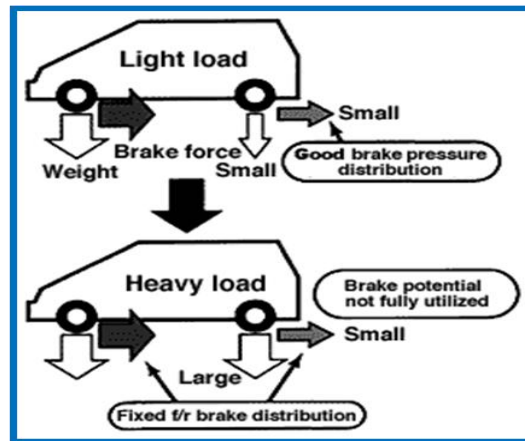 Light load
Small
Brake force
Weight
Small
Good brake pressure
distribution
Heavy load
Brake potential
not fully utilized
Small
Large
Fixed f/r brake distribution